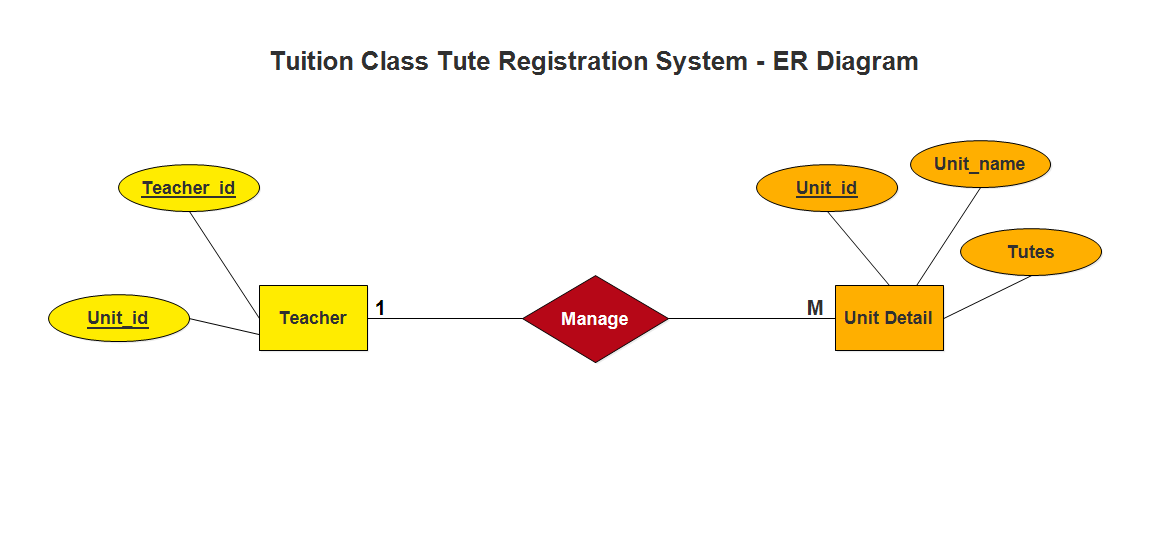 Tuition Class Tute Registration System - ER Diagram
Teacher_id
Unit_id
Teacher
1
Manage
M
Unit Detail
Unit_id
Unit_name
Tutes